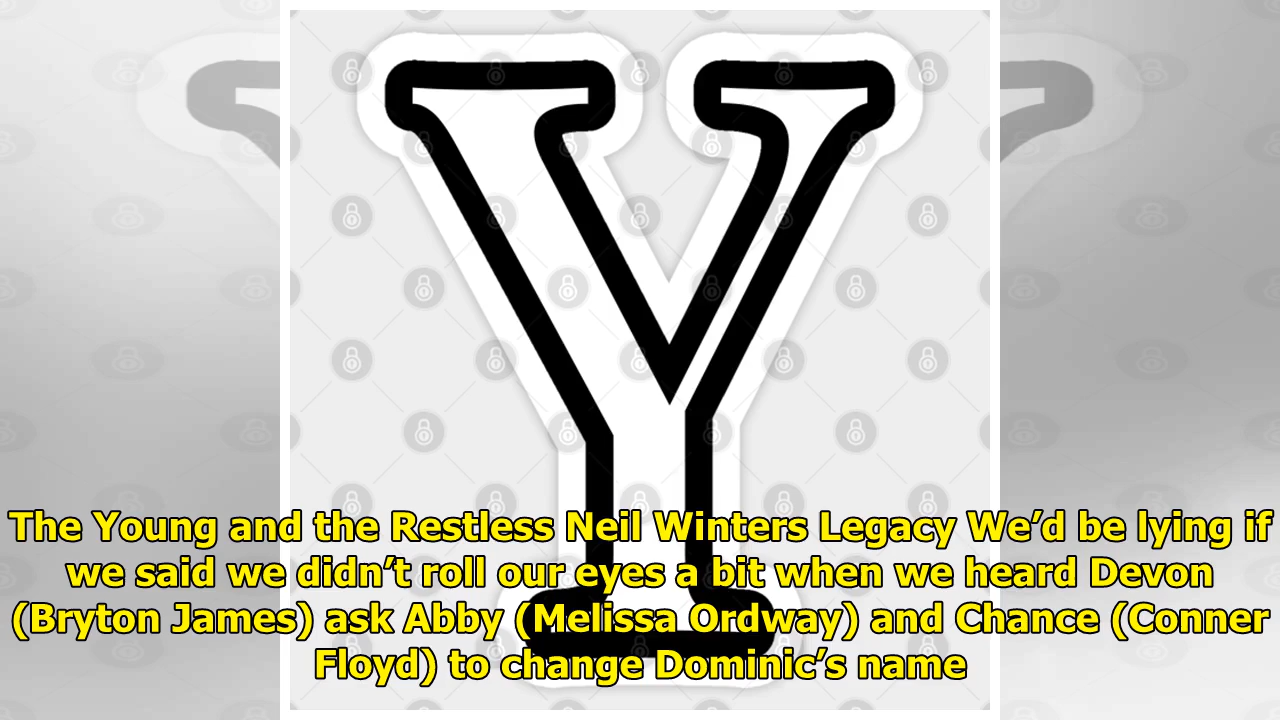 Y
The Young and the Restless Neil Winters Legacy We’d be lying if
we said we didn’t roll our eyes a bit when we heard Devon
(Bryton James) ask Abby (Melissa Ordway) and Chance (Conner
Floyd) to change Dominic’s name